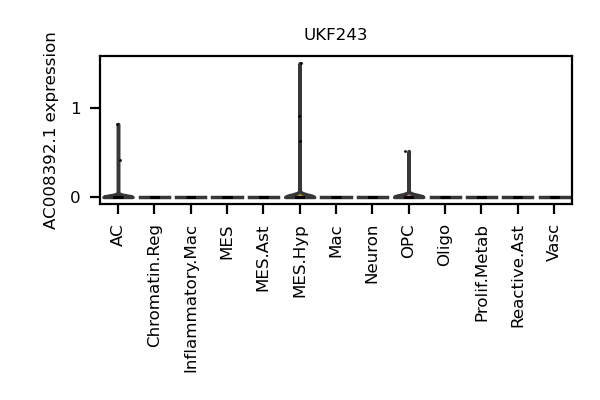 UKF243
AC008392.1 expression
1
0
AC
Chromatin.Reg
Inflammatory.Mac
MES
MES.Ast
MES.Hyp
Mac
Neuron
OPC
Oligo
Prolif.Metab
Reactive.Ast
Vasc